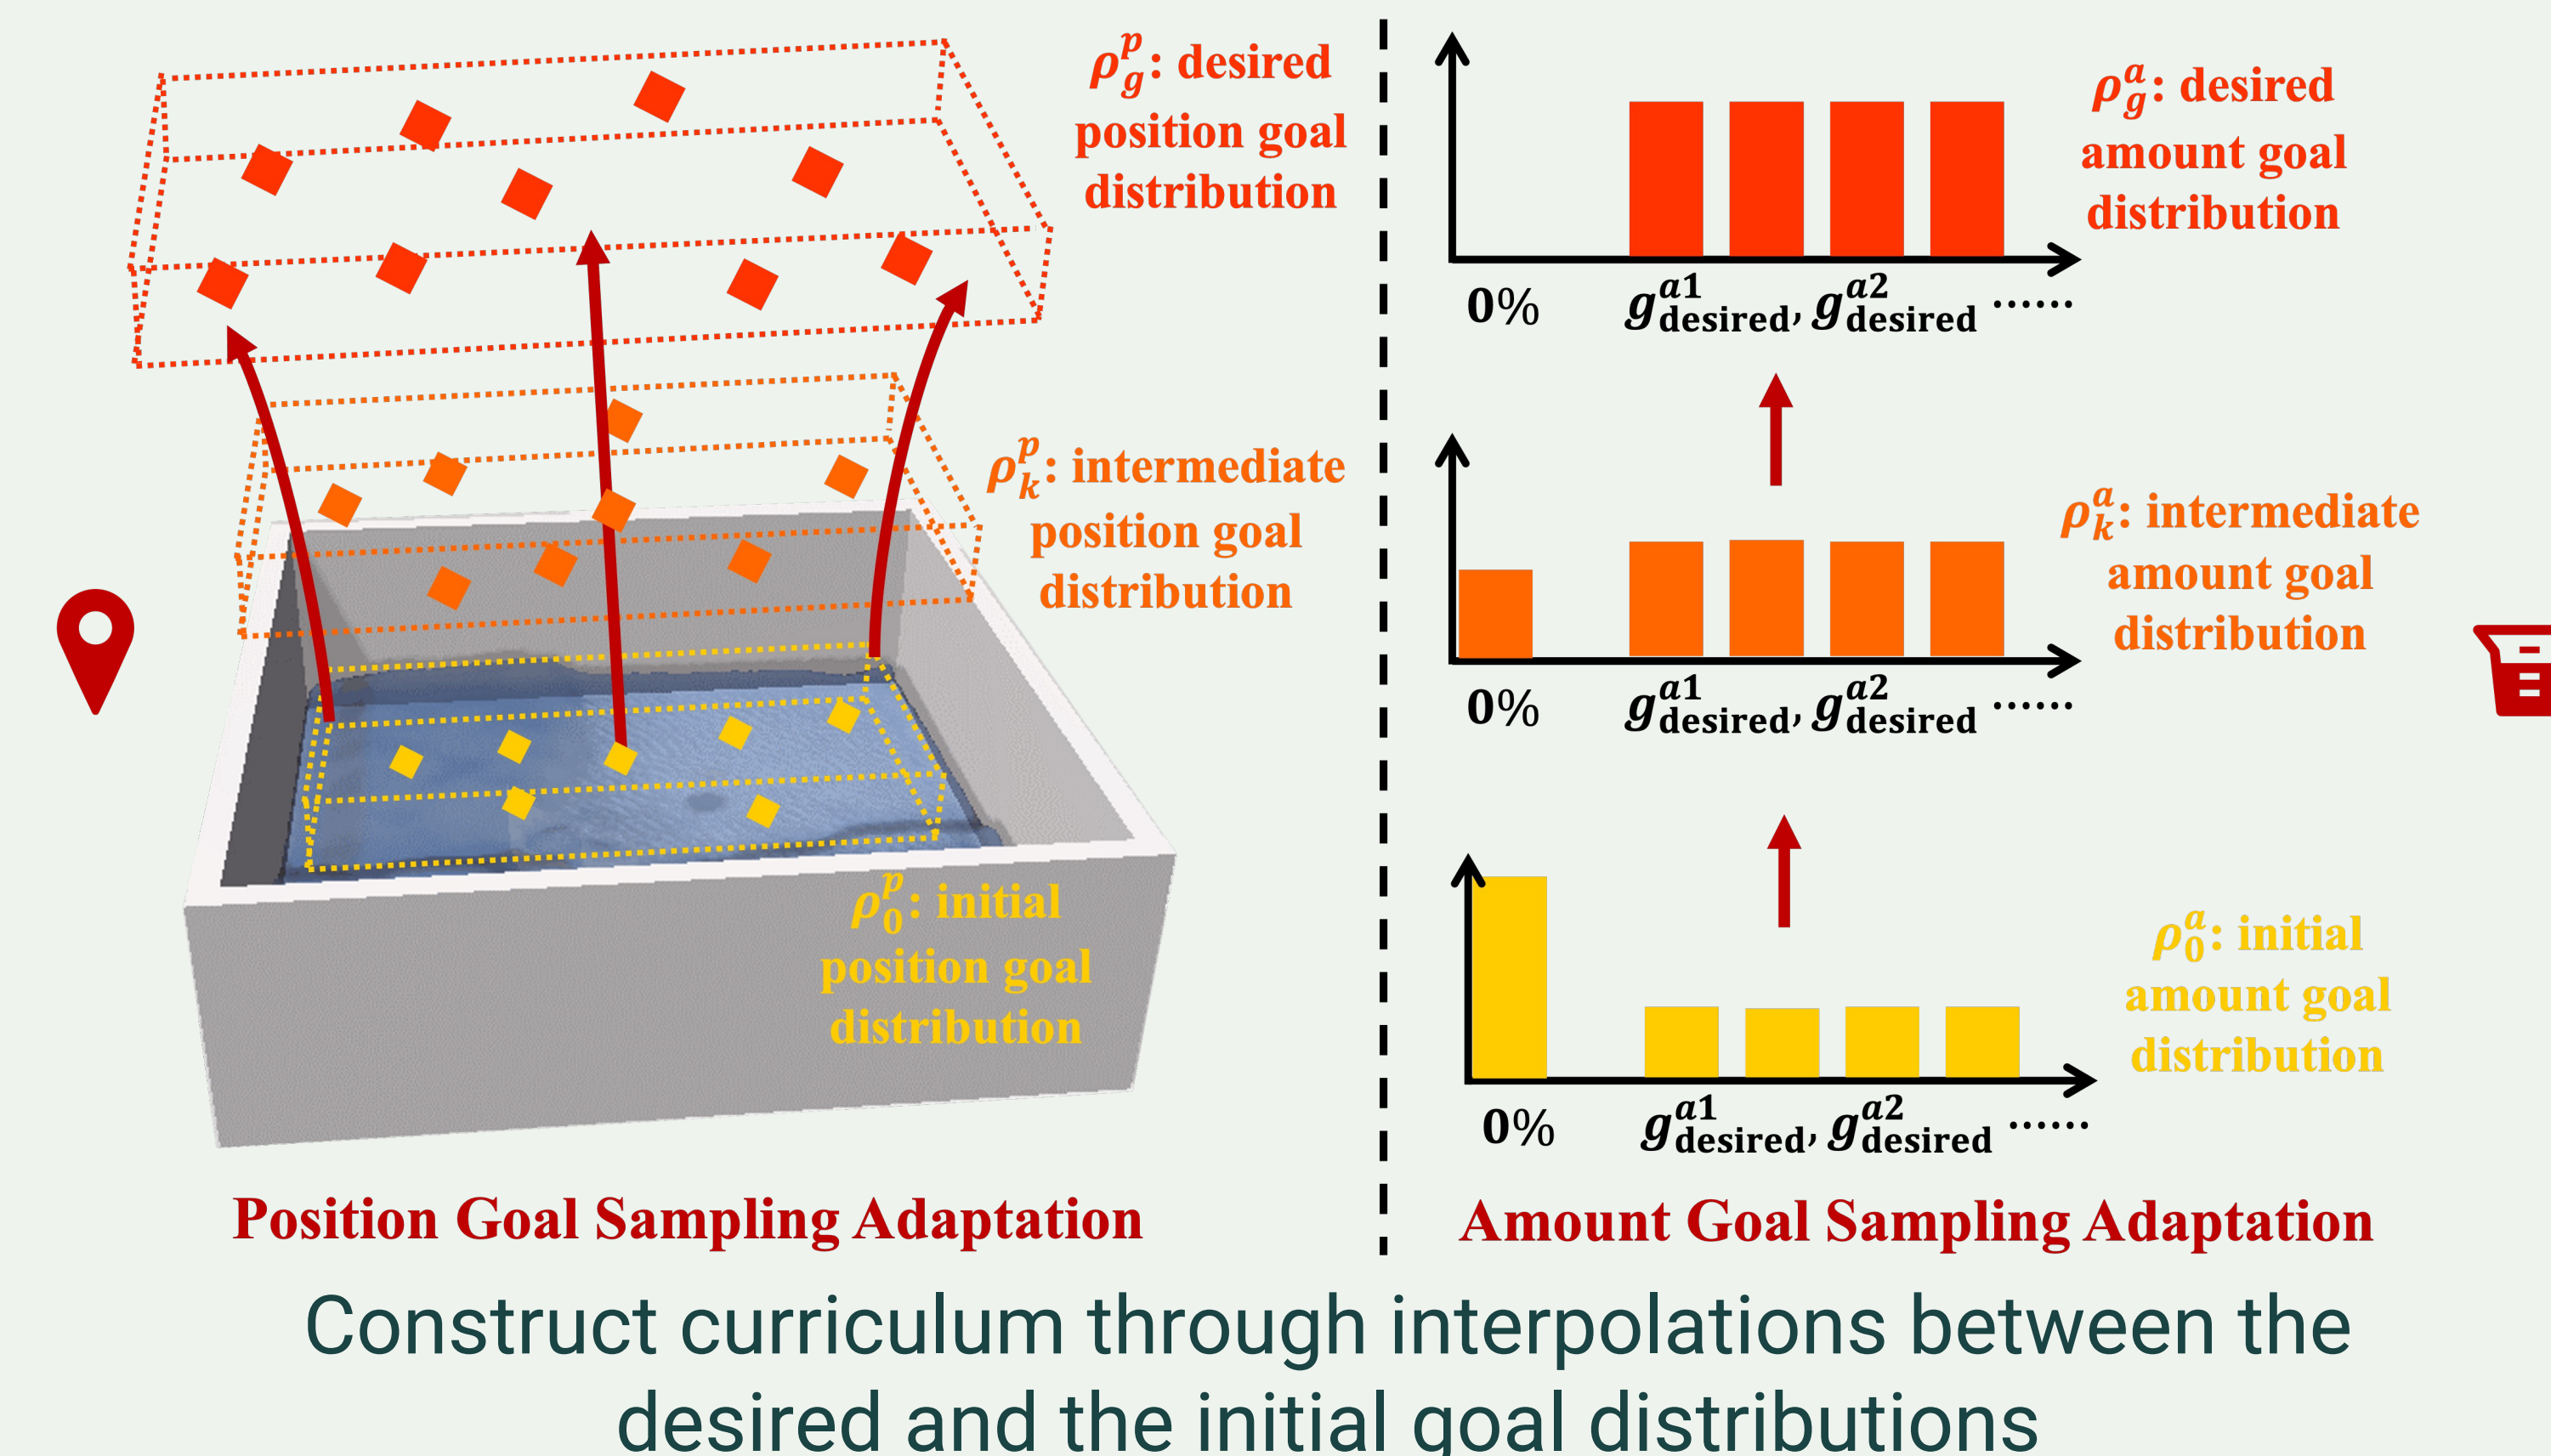 ρ_g^p: desired
position goal
distribution
ρ_k^p: intermediate
position goal
distribution
ρ_0^p: initial
position goal
distribution
Position Goal Sampling Adaptation
ρ_g^a: desired
amount goal
distribution
0% g_desired^a1, g_desired^a2 ......
ρ_k^a: intermediate
amount goal
distribution
0% g_desired^a1, g_desired^a2 ......
ρ_0^a: initial
amount goal
distribution
0% g_desired^a1, g_desired^a2 ......
Amount Goal Sampling Adaptation
Construct curriculum through interpolations between the
desired and the initial goal distributions